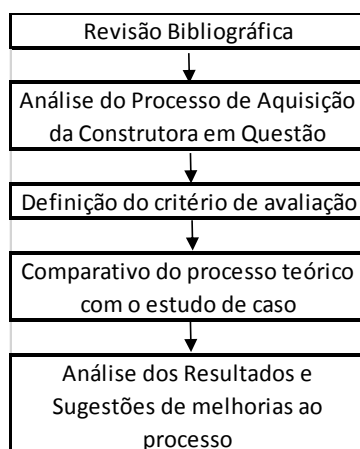 Revisão Bibliográfica
Análise do Processo de Aquisição
da Construtora em Questão
Definição do critério de avaliação
Comparativo do processo teórico
com o estudo de caso
Análise dos Resultados e
Sugestões de melhorias ao
processo